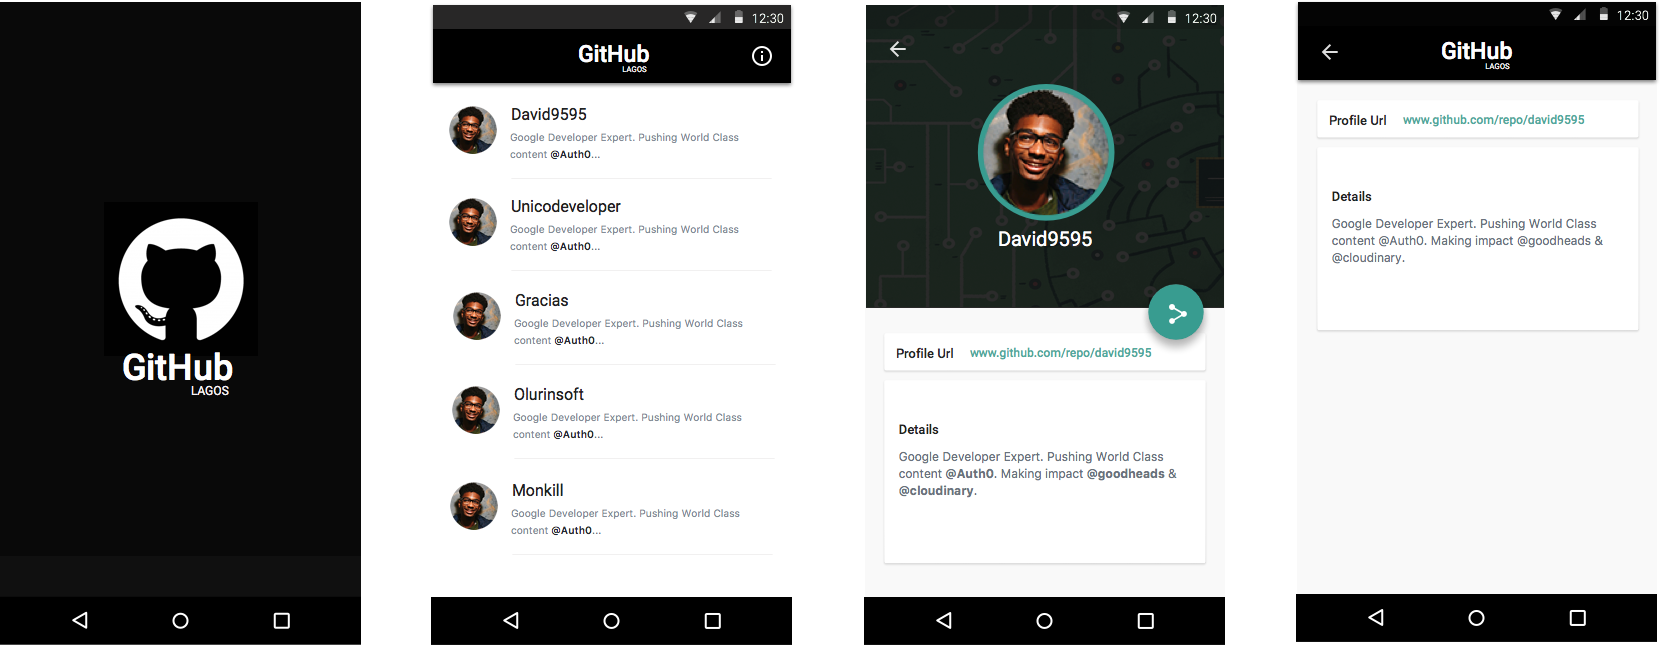 GitHub
LAGOS
12:30
GitHub
LAGOS
David9595
Google Developer Expert. Pushing World Class
content @Auth0...
Unicodeveloper
Google Developer Expert. Pushing World Class
content @Auth0...
Gracias
Google Developer Expert. Pushing World Class
content @Auth0...
Olurinsoft
Google Developer Expert. Pushing World Class
content @Auth0...
Monkill
Google Developer Expert. Pushing World Class
content @Auth0...
12:30
David9595
Profile Url www.github.com/repo/david9595
Details
Google Developer Expert. Pushing World Class
content @Auth0. Making impact @goodheads &
@cloudinary.
12:30
GitHub
LAGOS
Profile Url www.github.com/repo/david9595
Details
Google Developer Expert. Pushing World Class
content @Auth0. Making impact @goodheads &
@cloudinary.